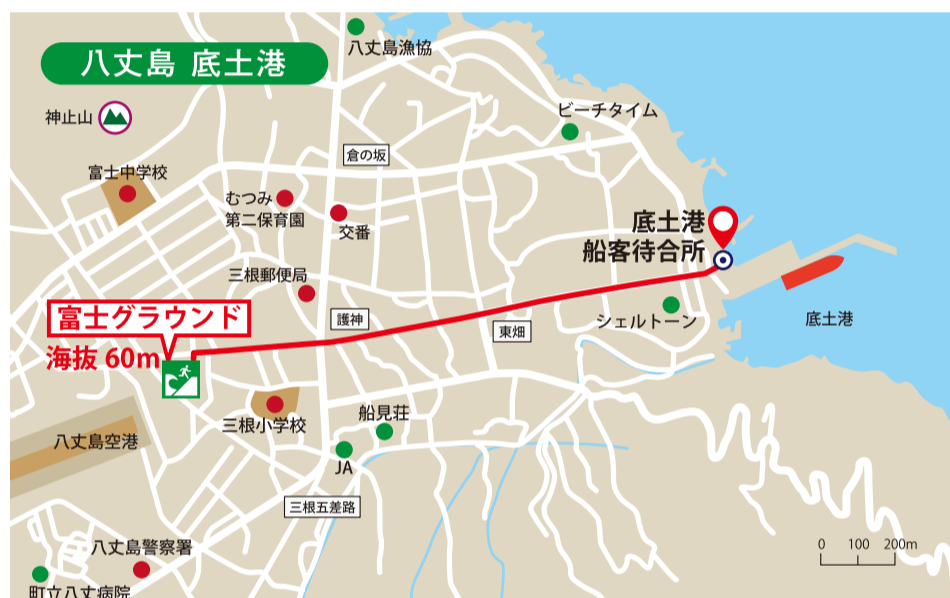 八丈島 底土港
八丈島漁協
神止山
ビーチタイム
倉の坂
富士中学校
むつみ
第二保育園
交番
底土港
船客待合所
三根郵便局
富士グラウンド
海抜 60m
護神
東畑
シェルトーン
底土港
三根小学校
船見荘
八丈島空港
JA
三根五差路
八丈島警察署
町立八丈病院
0 100 200m